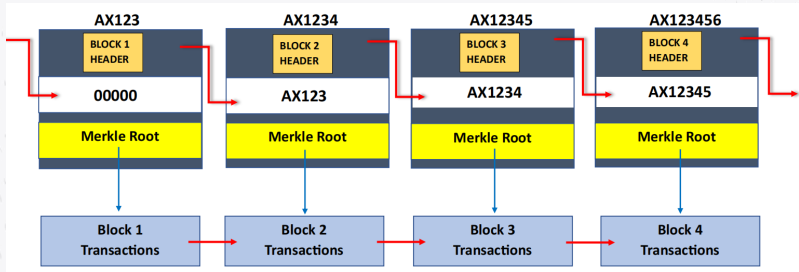 AX123 AX1234 AX12345 AX123456
BLOCK 1
HEADER
BLOCK 2
HEADER
BLOCK 3
HEADER
BLOCK 4
HEADER
00000 AX123 AX1234 AX12345
Merkle Root Merkle Root Merkle Root Merkle Root
Block 1
Transactions
Block 2
Transactions
Block 3
Transactions
Block 4
Transactions